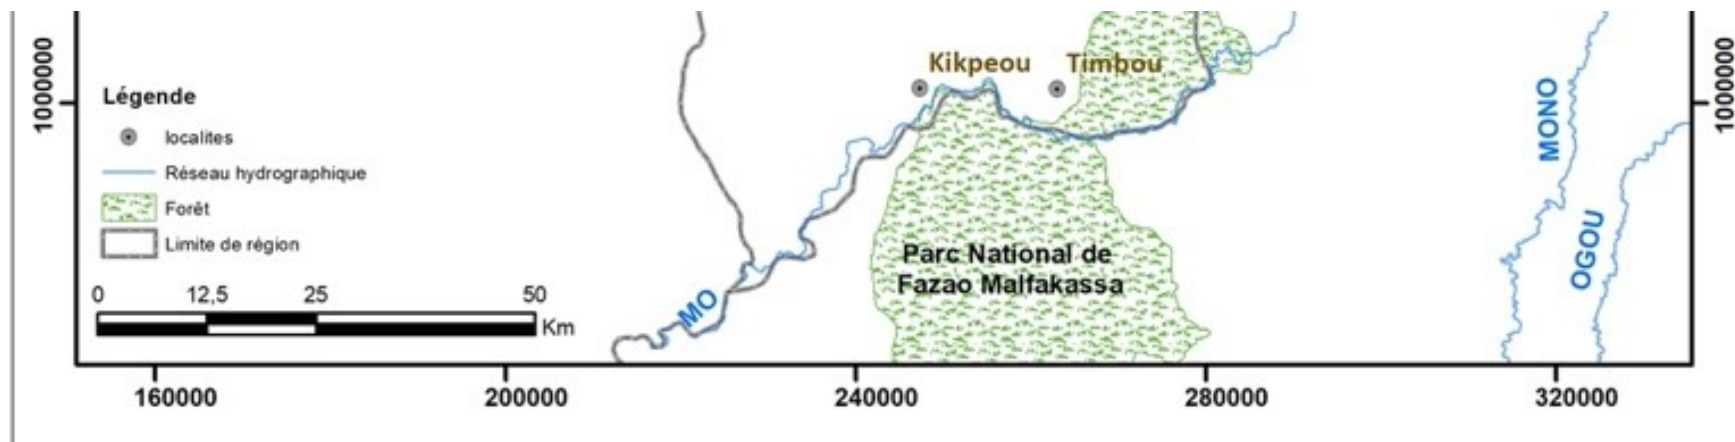 Kikpeou
Timbou
1000000
1000000
Légende
localites
Réseau hydrographique
Forêt
Limite de région
MONO
OGOU
Parc National de
Fazao Malfakassa
MO
0 12,5 25 50
Km
160000 200000 240000 280000 320000